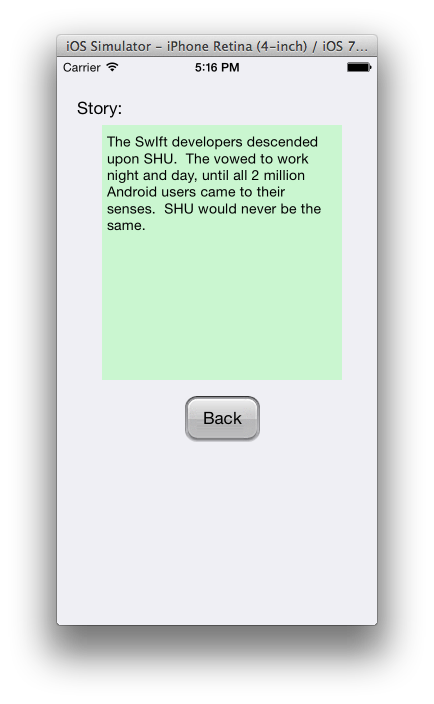 iOS Simulator – iPhone Retina (4-inch) / iOS 7...
Carrier 5:16 PM
Story:
The SwIft developers descended
upon SHU.  The vowed to work
night and day, until all 2 million
Android users came to their
senses.  SHU would never be the
same.
Back